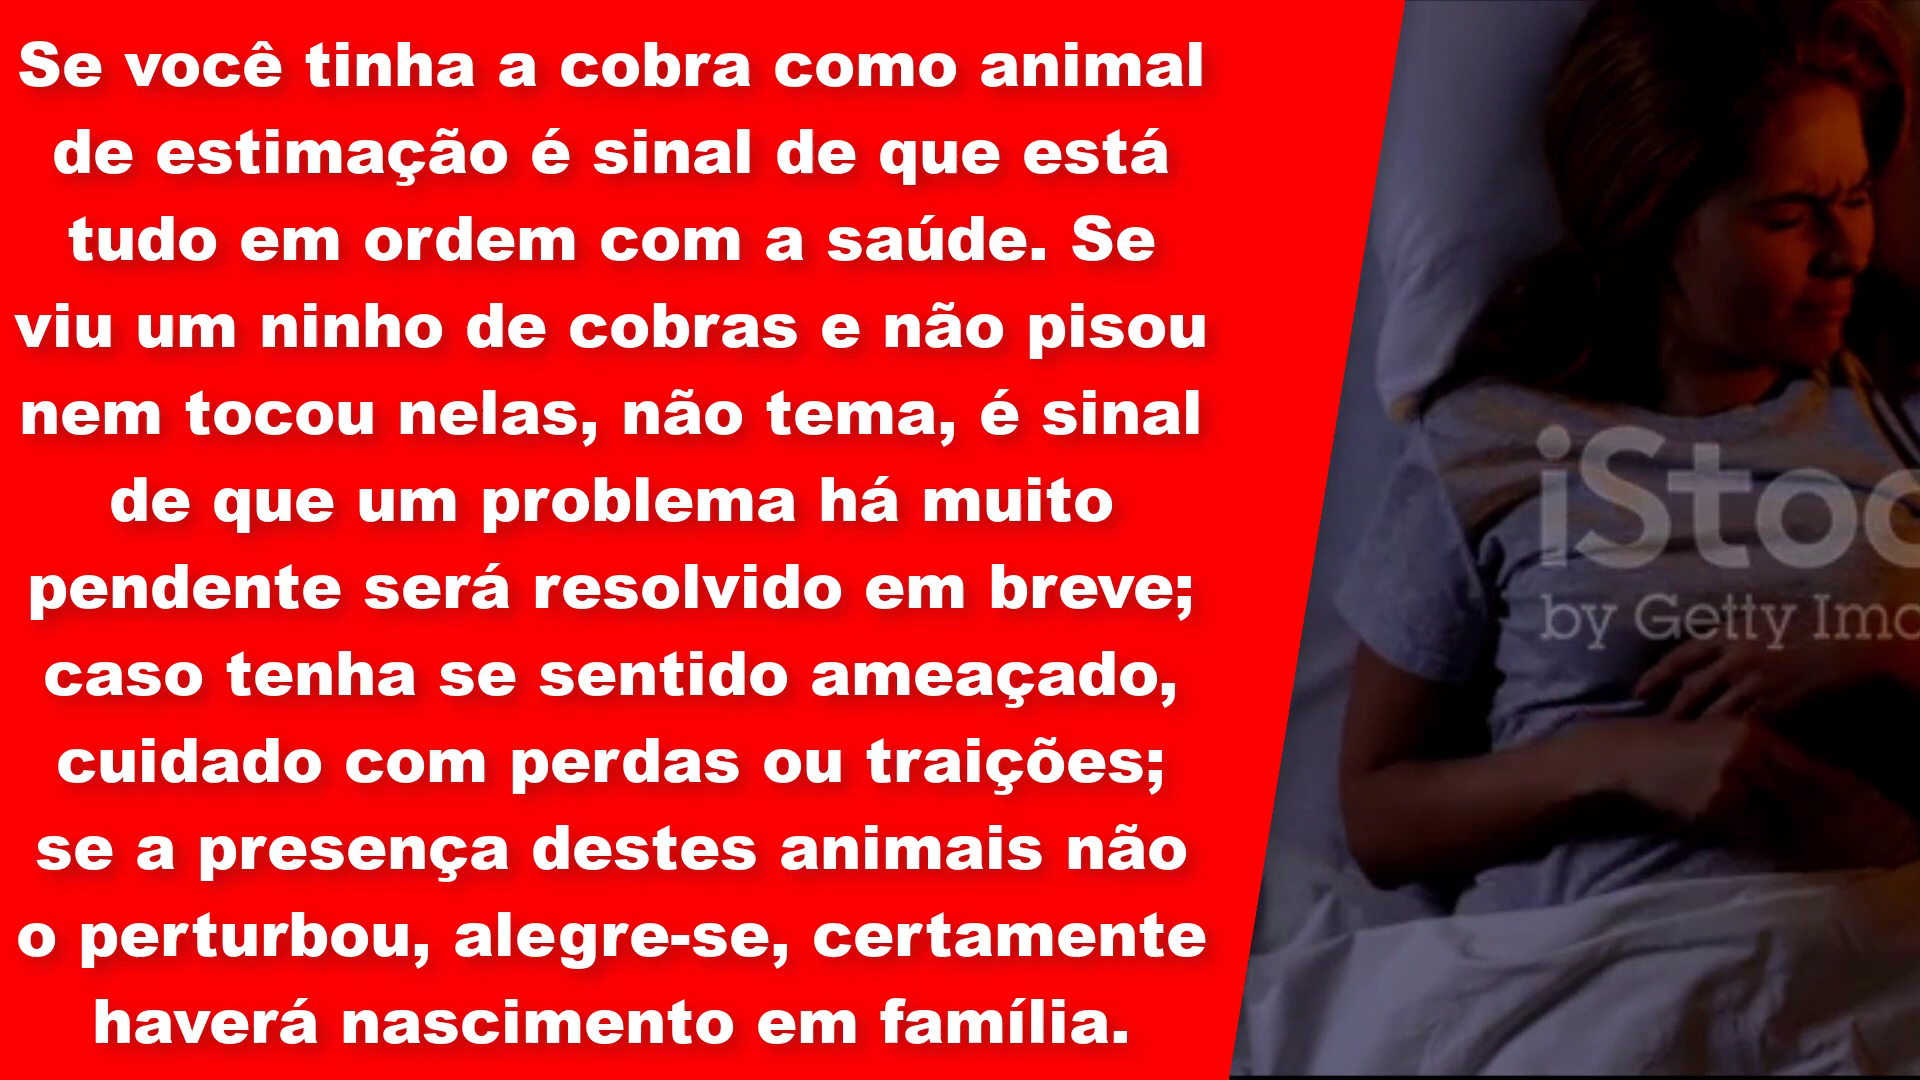 Se você tinha a cobra como animal
de estimação é sinal de que está
tudo em ordem com a saúde. Se
viu um ninho de cobras e não pisou
nem tocou nelas, não tema, é sinal
de que um problema há muito
pendente será resolvido em breve;
caso tenha se sentido ameaçado,
cuidado com perdas ou traições;
se a presença destes animais não
o perturbou, alegre-se, certamente
haverá nascimento em família.
iStoc
by Getty Ima